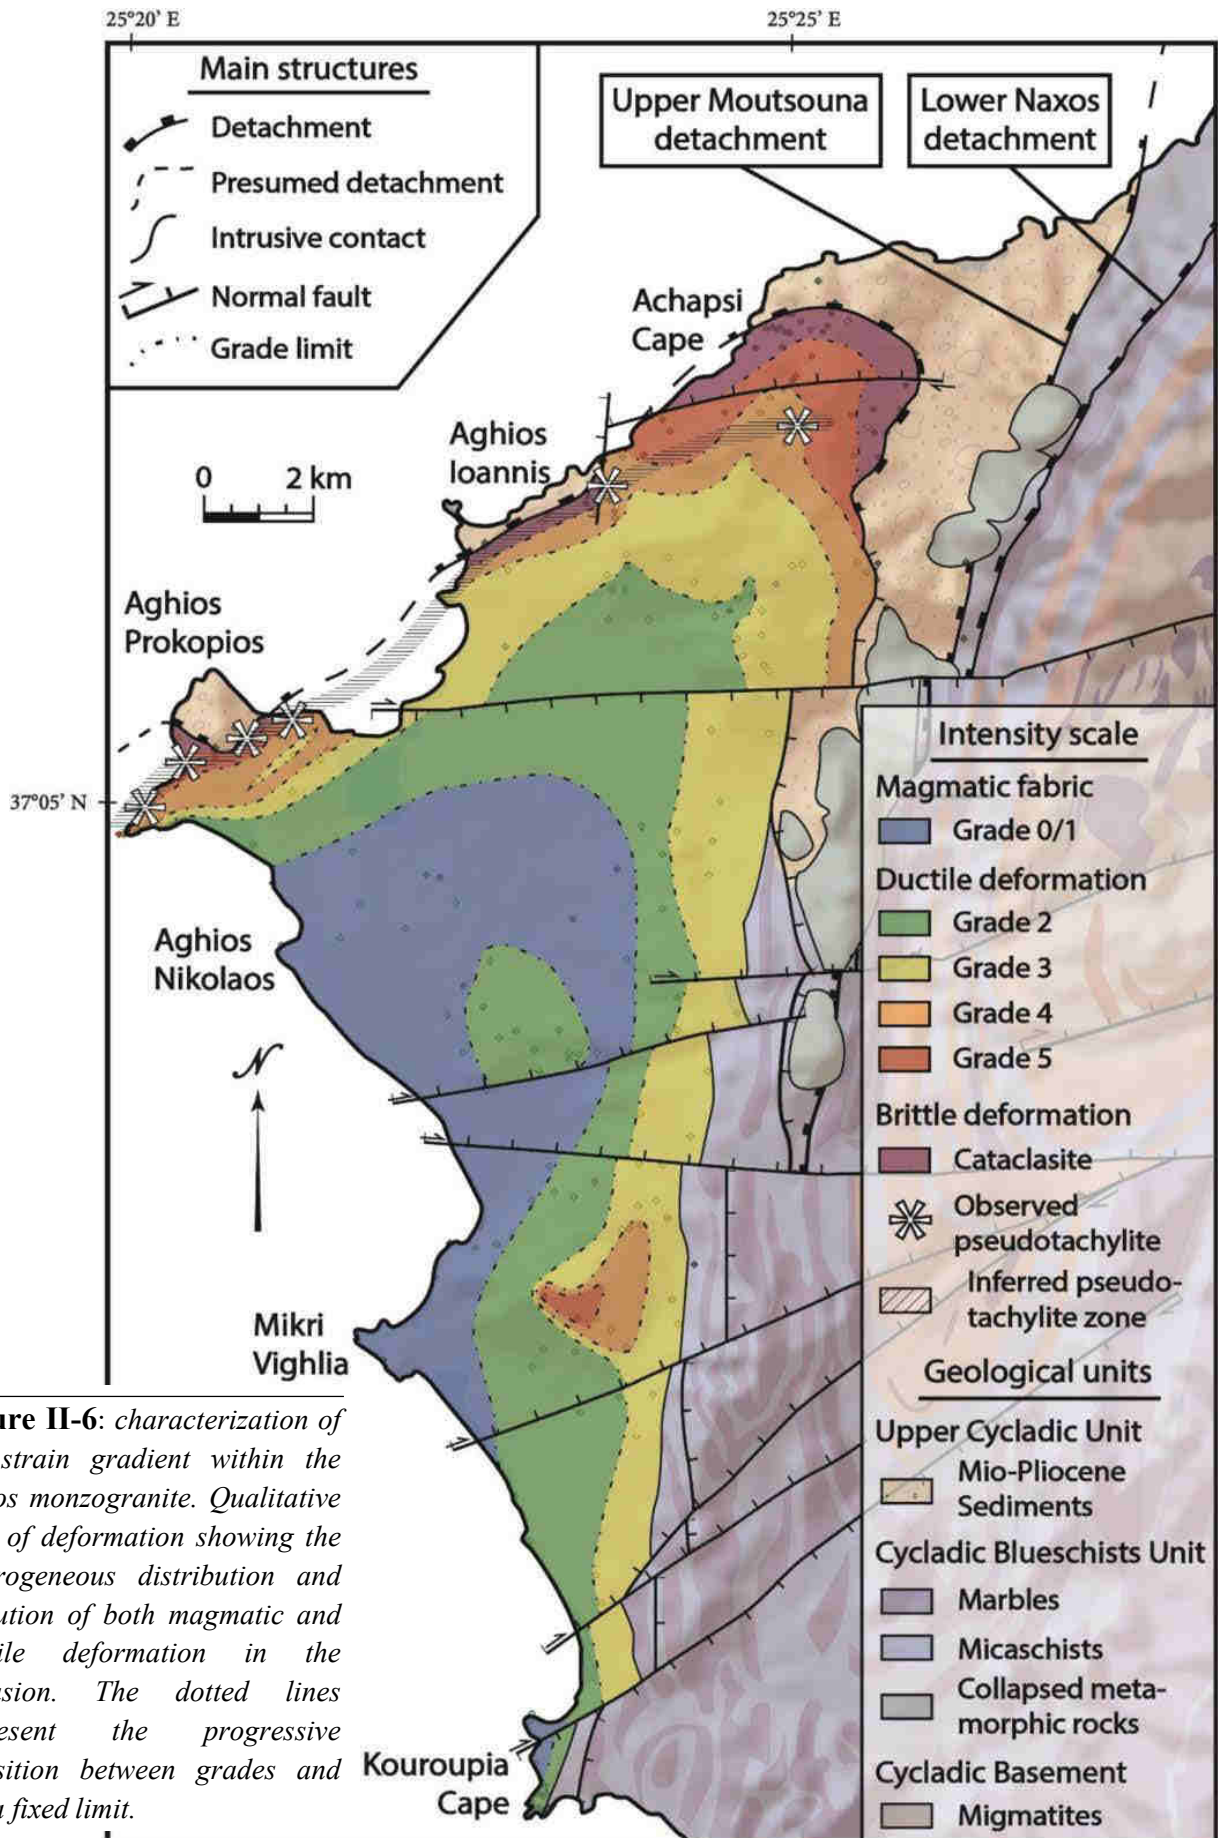 25°20' E
25°25' E
Main structures
Detachment
Presumed detachment
Intrusive contact
Normal fault
Grade limit
Upper Moutsouna
detachment
Lower Naxos
detachment
Achapsi
Cape
Aghios
Ioannis
0 2 km
Aghios
Prokopios
37°05' N
Aghios
Nikolaos
N
Mikri
Vighlia
Kouroupia
Cape
Intensity scale
Magmatic fabric
Grade 0/1
Ductile deformation
Grade 2
Grade 3
Grade 4
Grade 5
Brittle deformation
Cataclasite
Observed
pseudotachylite
Inferred pseudo-
tachylite zone
Geological units
Upper Cycladic Unit
Mio-Pliocene
Sediments
Cycladic Blueschists Unit
Marbles
Micaschists
Collapsed meta-
morphic rocks
Cycladic Basement
Migmatites
II-6: characterization of
strain gradient within the
monzogranite. Qualitative
of deformation showing the
distribution and
of both magmatic and
deformation in the
The dotted lines
the progressive
between grades and
fixed limit.